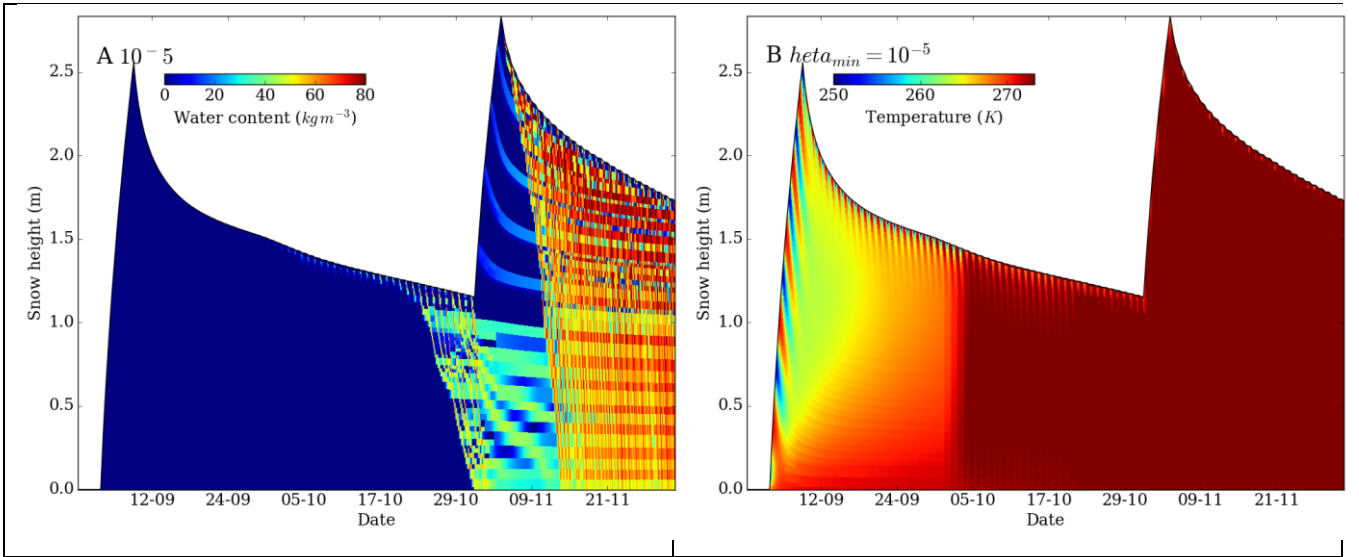 A 10⁻ 5
0 20 40 60 80
Water content (kg m⁻³)
2.5
2.0
1.5
1.0
0.5
0.0
Snow height (m)
12-09 24-09 05-10 17-10 29-10 09-11 21-11
Date
B heta_min = 10⁻⁵
250 260 270
Temperature (K)
2.5
2.0
1.5
1.0
0.5
0.0
Snow height (m)
12-09 24-09 05-10 17-10 29-10 09-11 21-11
Date